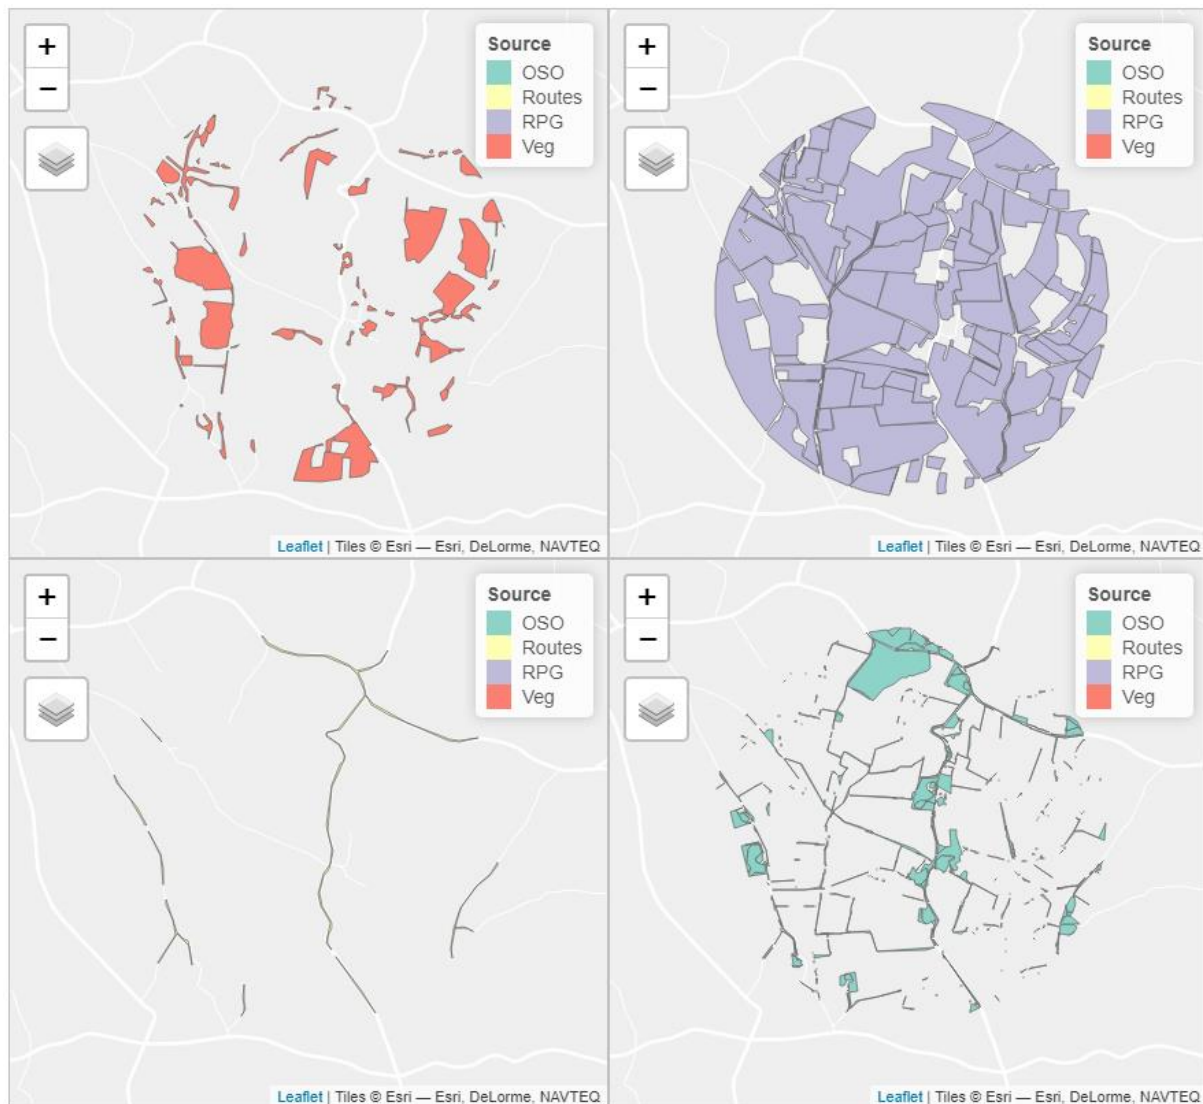 +
−
Source
OSO
Routes
RPG
Veg
Leaflet | Tiles © Esri — Esri, DeLorme, NAVTEQ
+
−
Source
OSO
Routes
RPG
Veg
Leaflet | Tiles © Esri — Esri, DeLorme, NAVTEQ
+
−
Source
OSO
Routes
RPG
Veg
Leaflet | Tiles © Esri — Esri, DeLorme, NAVTEQ
+
−
Source
OSO
Routes
RPG
Veg
Leaflet | Tiles © Esri — Esri, DeLorme, NAVTEQ